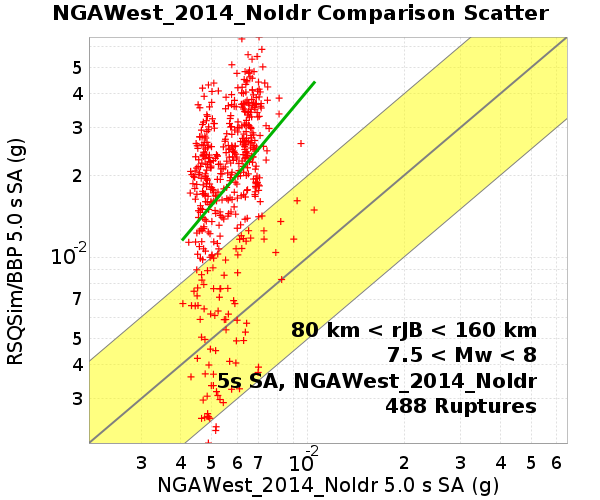 NGAWest_2014_NoIdr Comparison Scatter
RSQSim/BBP 5.0 s SA (g)
5
4
3
2
10-2
7
5
4
3
80 km < rJB < 160 km
7.5 < Mw < 8
5s SA, NGAWest_2014_NoIdr
488 Ruptures
3 4 5 6 7 10-2 2 3 4 5 6
NGAWest_2014_NoIdr 5.0 s SA (g)